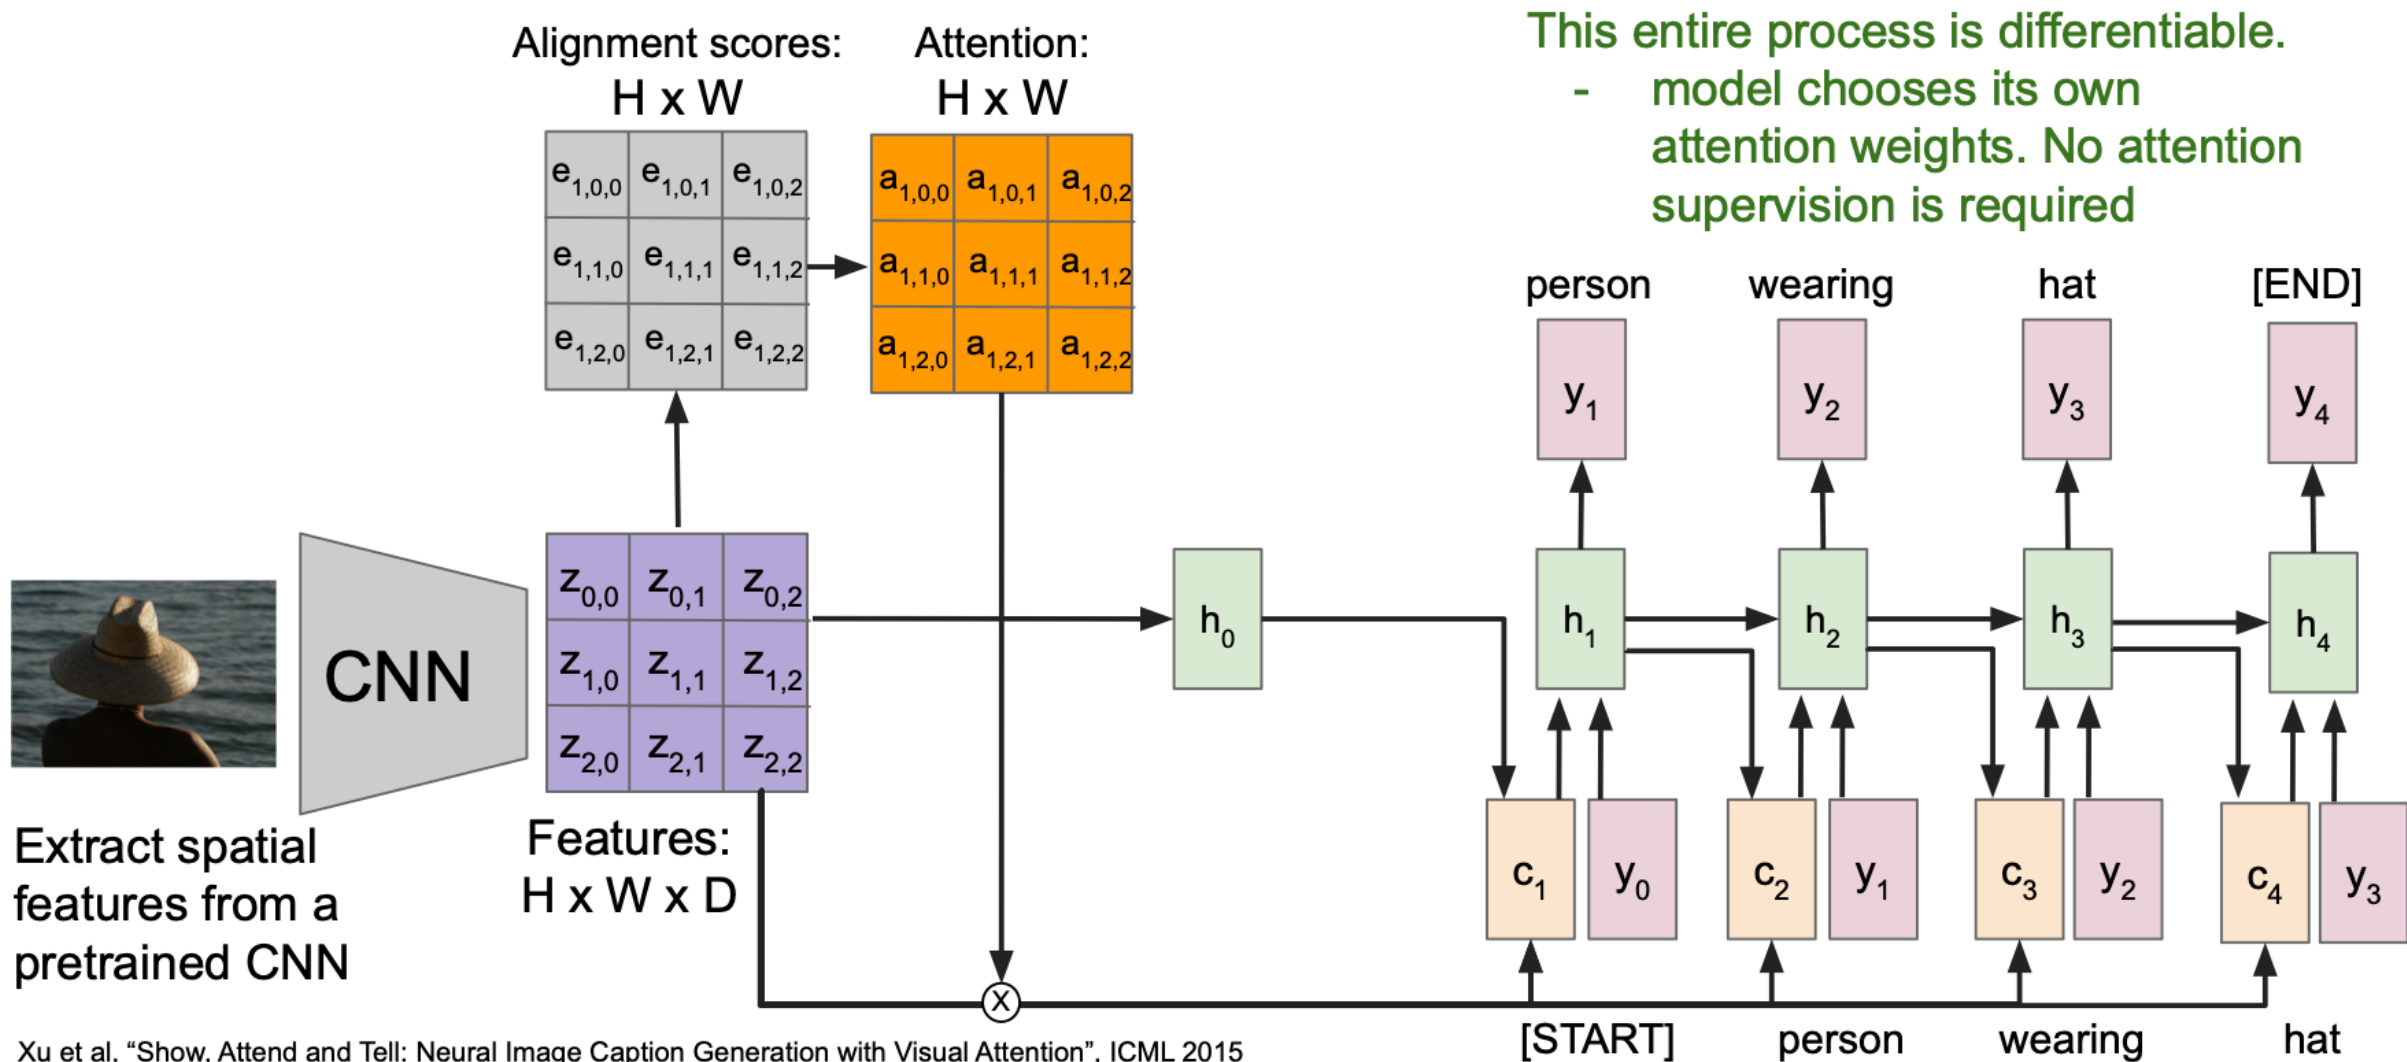 Alignment scores:
H x W
Attention:
H x W
This entire process is differentiable.
- model chooses its own
attention weights. No attention
supervision is required
e1,0,0 e1,0,1 e1,0,2
e1,1,0 e1,1,1 e1,1,2
e1,2,0 e1,2,1 e1,2,2
a1,0,0 a1,0,1 a1,0,2
a1,1,0 a1,1,1 a1,1,2
a1,2,0 a1,2,1 a1,2,2
person wearing hat [END]
y1 y2 y3 y4
CNN
z0,0 z0,1 z0,2
z1,0 z1,1 z1,2
z2,0 z2,1 z2,2
h0 h1 h2 h3 h4
Extract spatial
features from a
pretrained CNN
Features:
H x W x D
c1 y0 c2 y1 c3 y2 c4 y3
X
[START] person wearing hat
Xu et al. “Show, Attend and Tell: Neural Image Caption Generation with Visual Attention”, ICML 2015